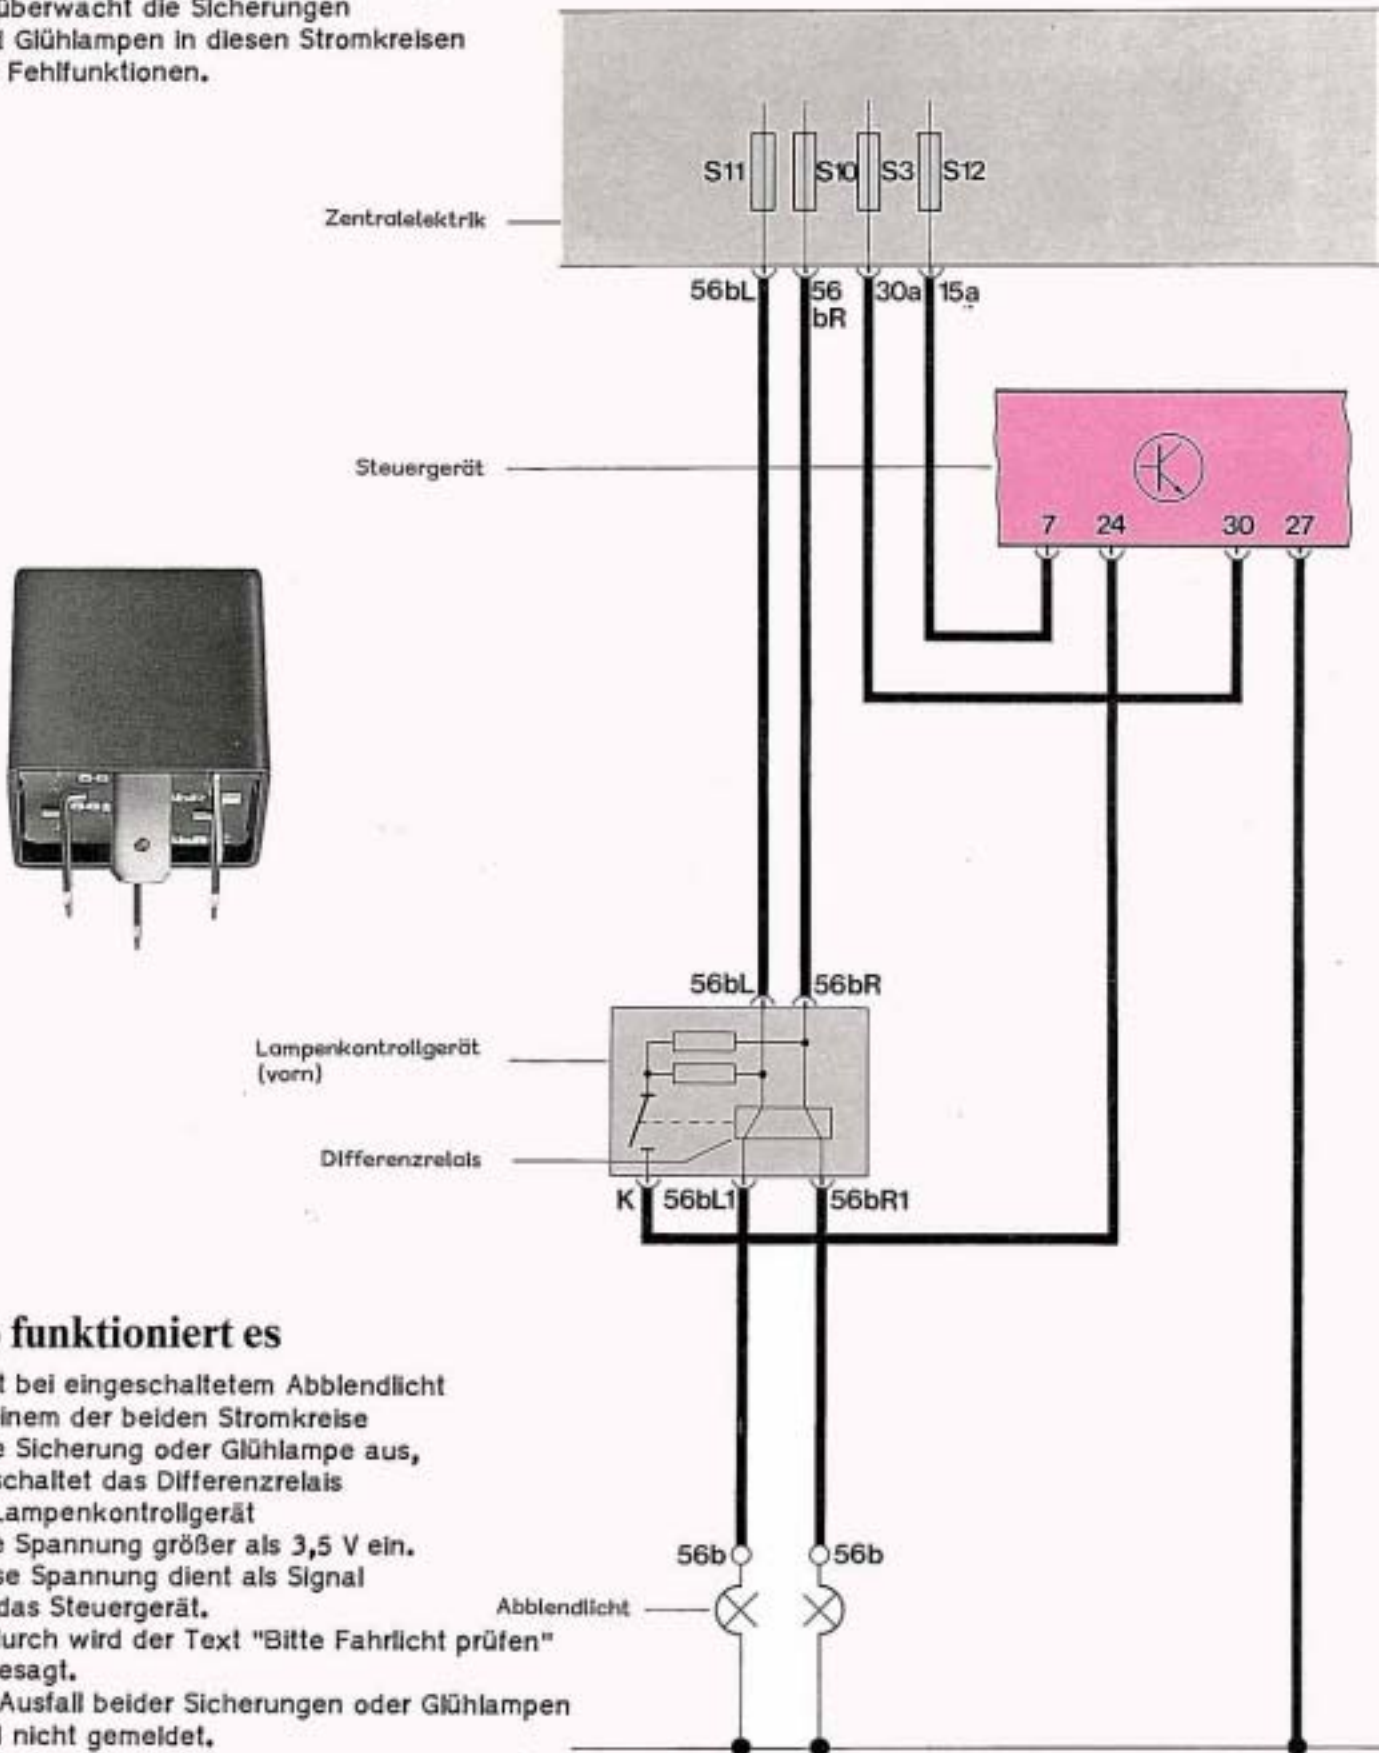 überwacht die Sicherungen
Glühlampen in diesen Stromkreisen
Fehlfunktionen.
S11 S10 S3 S12
Zentralelektrik
56bL 56 30a 15a
bR
Steuergerät
7 24 30 27
56bL 56bR
Lampenkontrollgerät
(vorn)
Differenzrelais
K 56bL1 56bR1
funktioniert es
bei eingeschaltetem Abblendlicht
inem der beiden Stromkreise
Sicherung oder Glühlampe aus,
schaltet das Differenzrelais
Lampenkontrollgerät
Spannung größer als 3,5 V ein.
se Spannung dient als Signal
das Steuergerät.
durch wird der Text "Bitte Fahrlicht prüfen"
esagt.
Ausfall beider Sicherungen oder Glühlampen
nicht gemeldet.
56b 56b
Abblendlicht